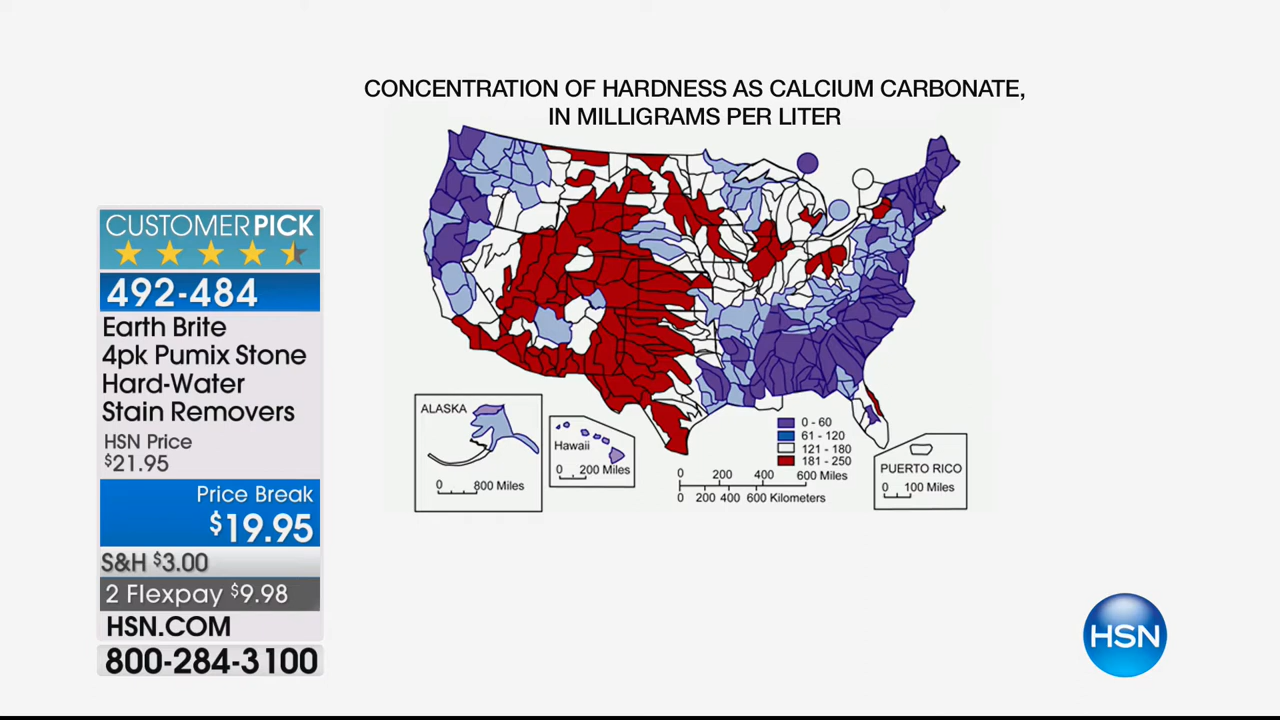 CONCENTRATION OF HARDNESS AS CALCIUM CARBONATE,
IN MILLIGRAMS PER LITER
CUSTOMER PICK
492-484
Earth Brite
4pk Pumix Stone
Hard-Water
Stain Removers
HSN Price
$21.95
Price Break
$19.95
S&H $3.00
2 Flexpay $9.98
HSN.COM
800-284-3100
ALASKA
0 800 Miles
Hawaii
0 200 Miles
0 - 60
61 - 120
121 - 180
181 - 250
0 200 400 600 Miles
0 200 400 600 Kilometers
PUERTO RICO
0 100 Miles
HSN